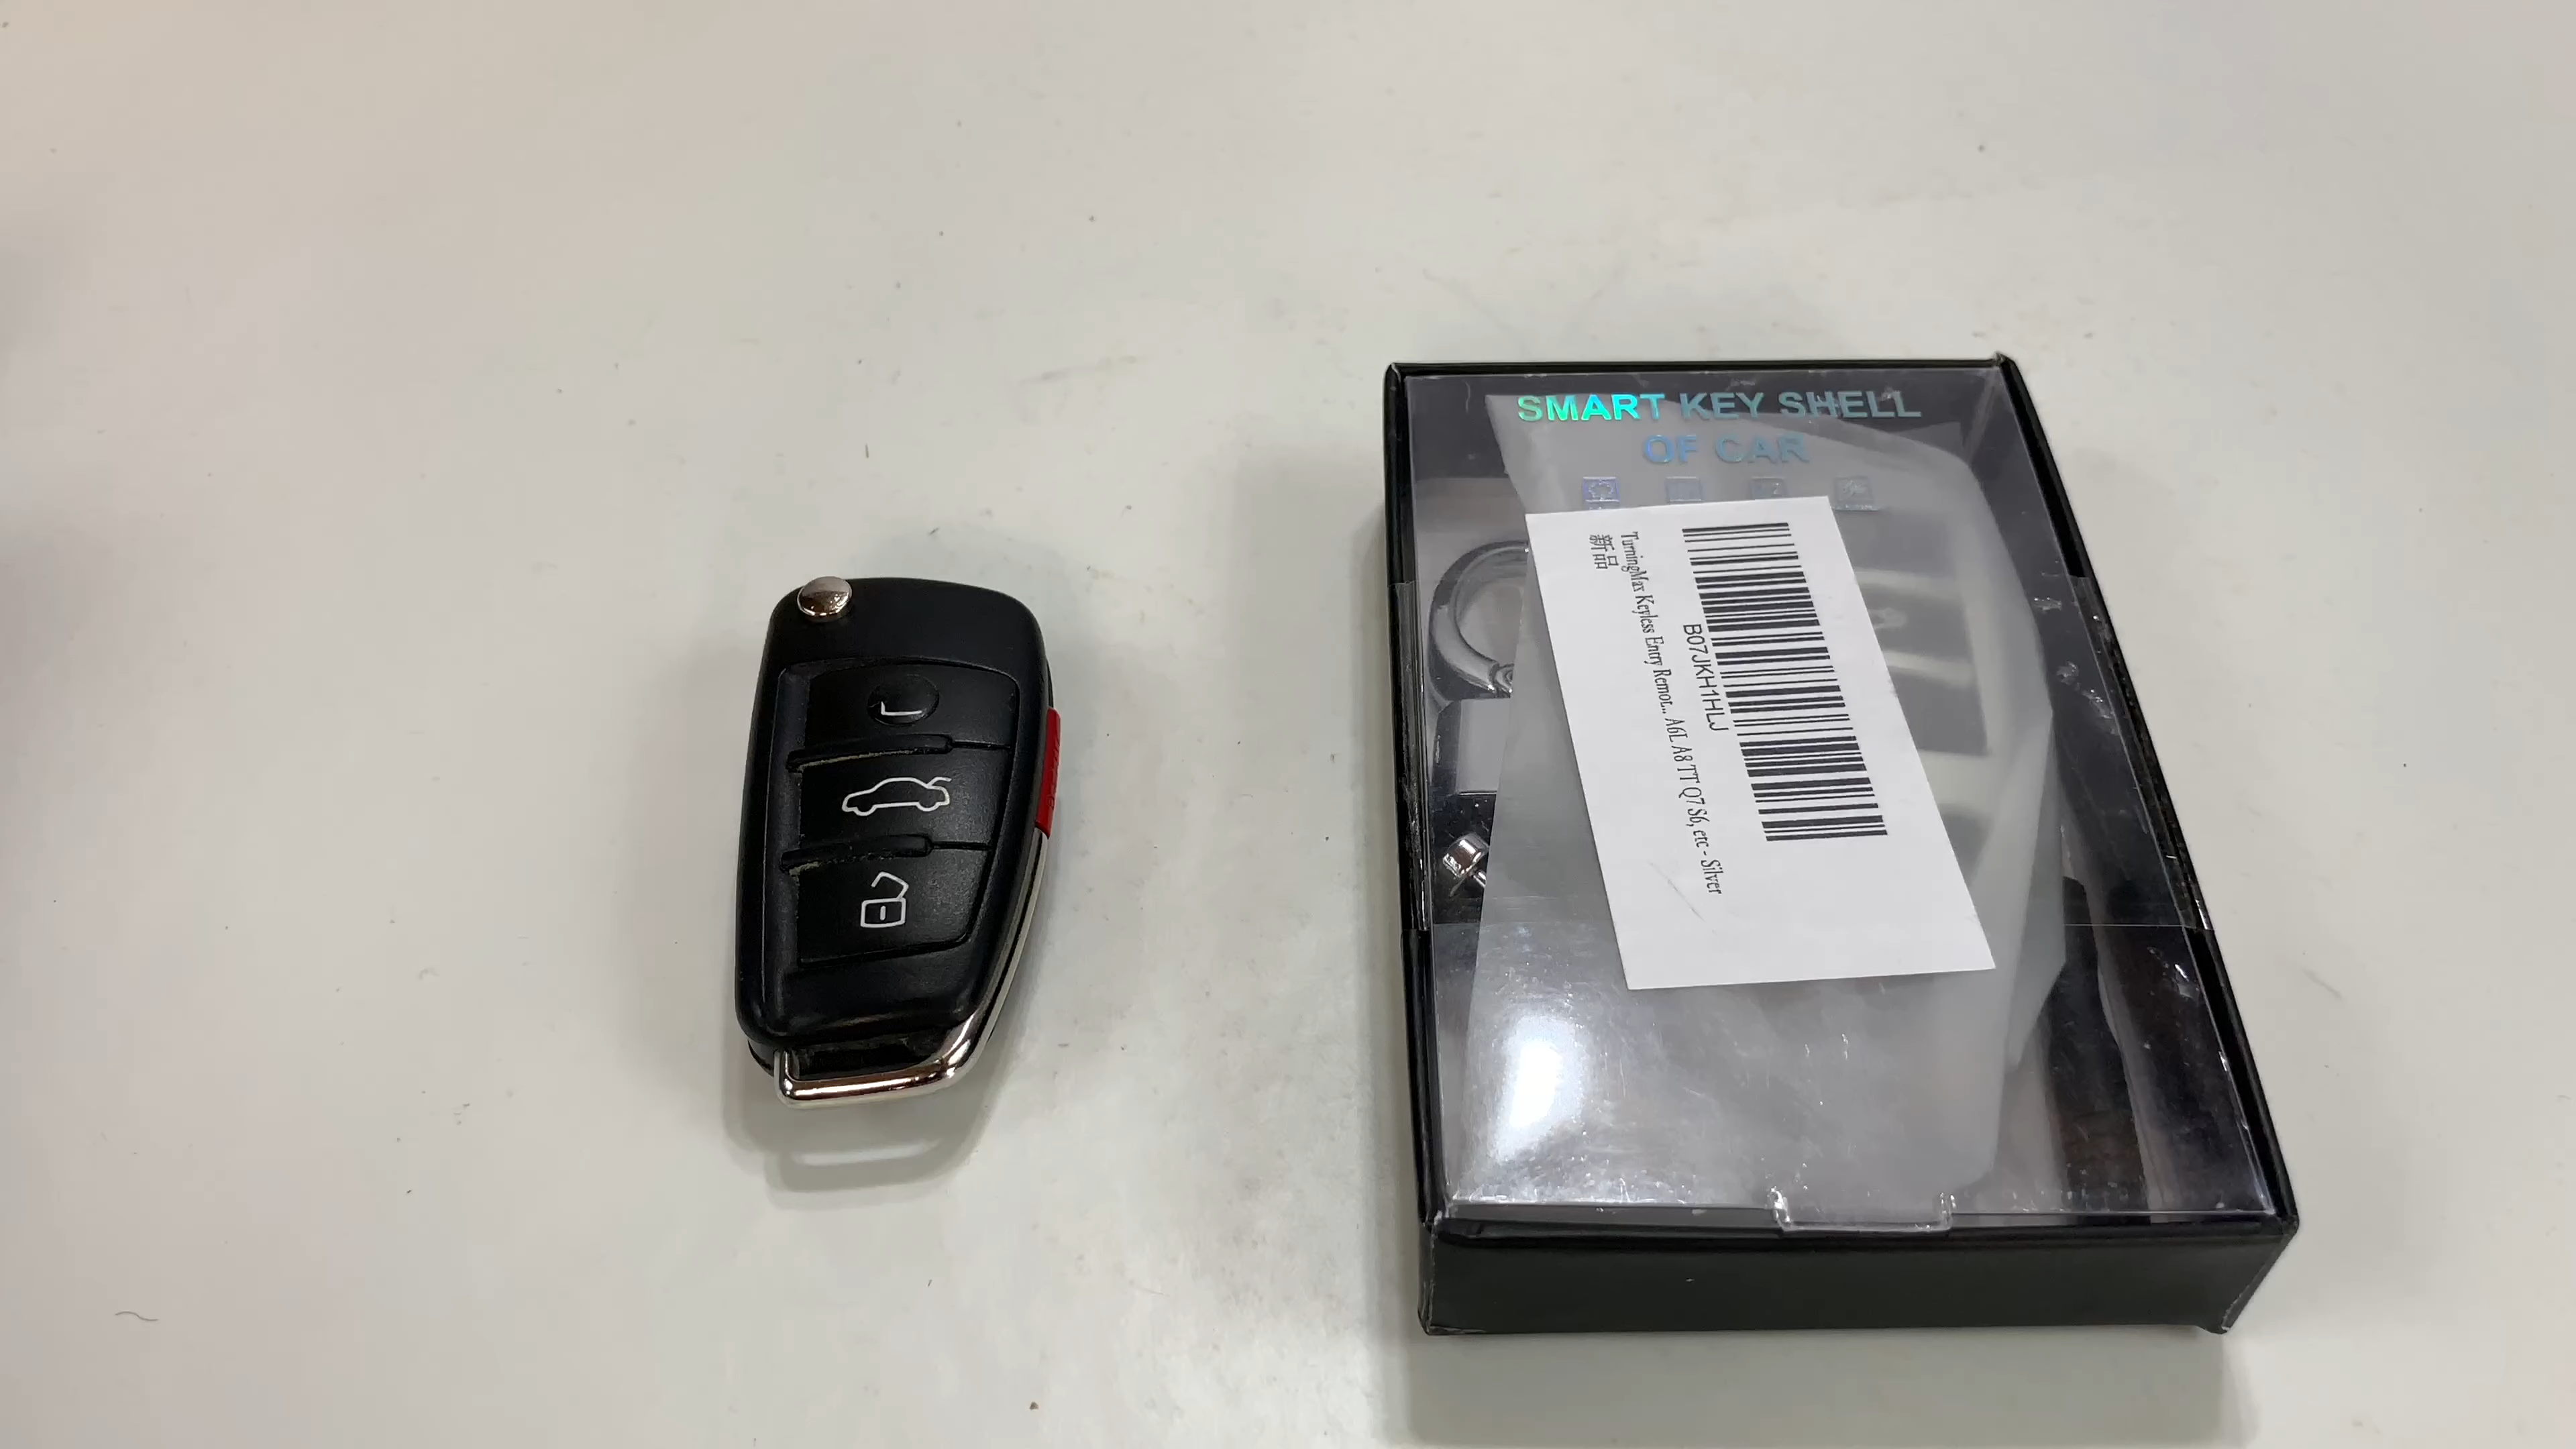 SMART KEY SHELL
OF CAR
B07JKH1HLJ
TurningMax Keyless Entry Remot... A6L A8 TT Q7 S6, etc - Silver
新品